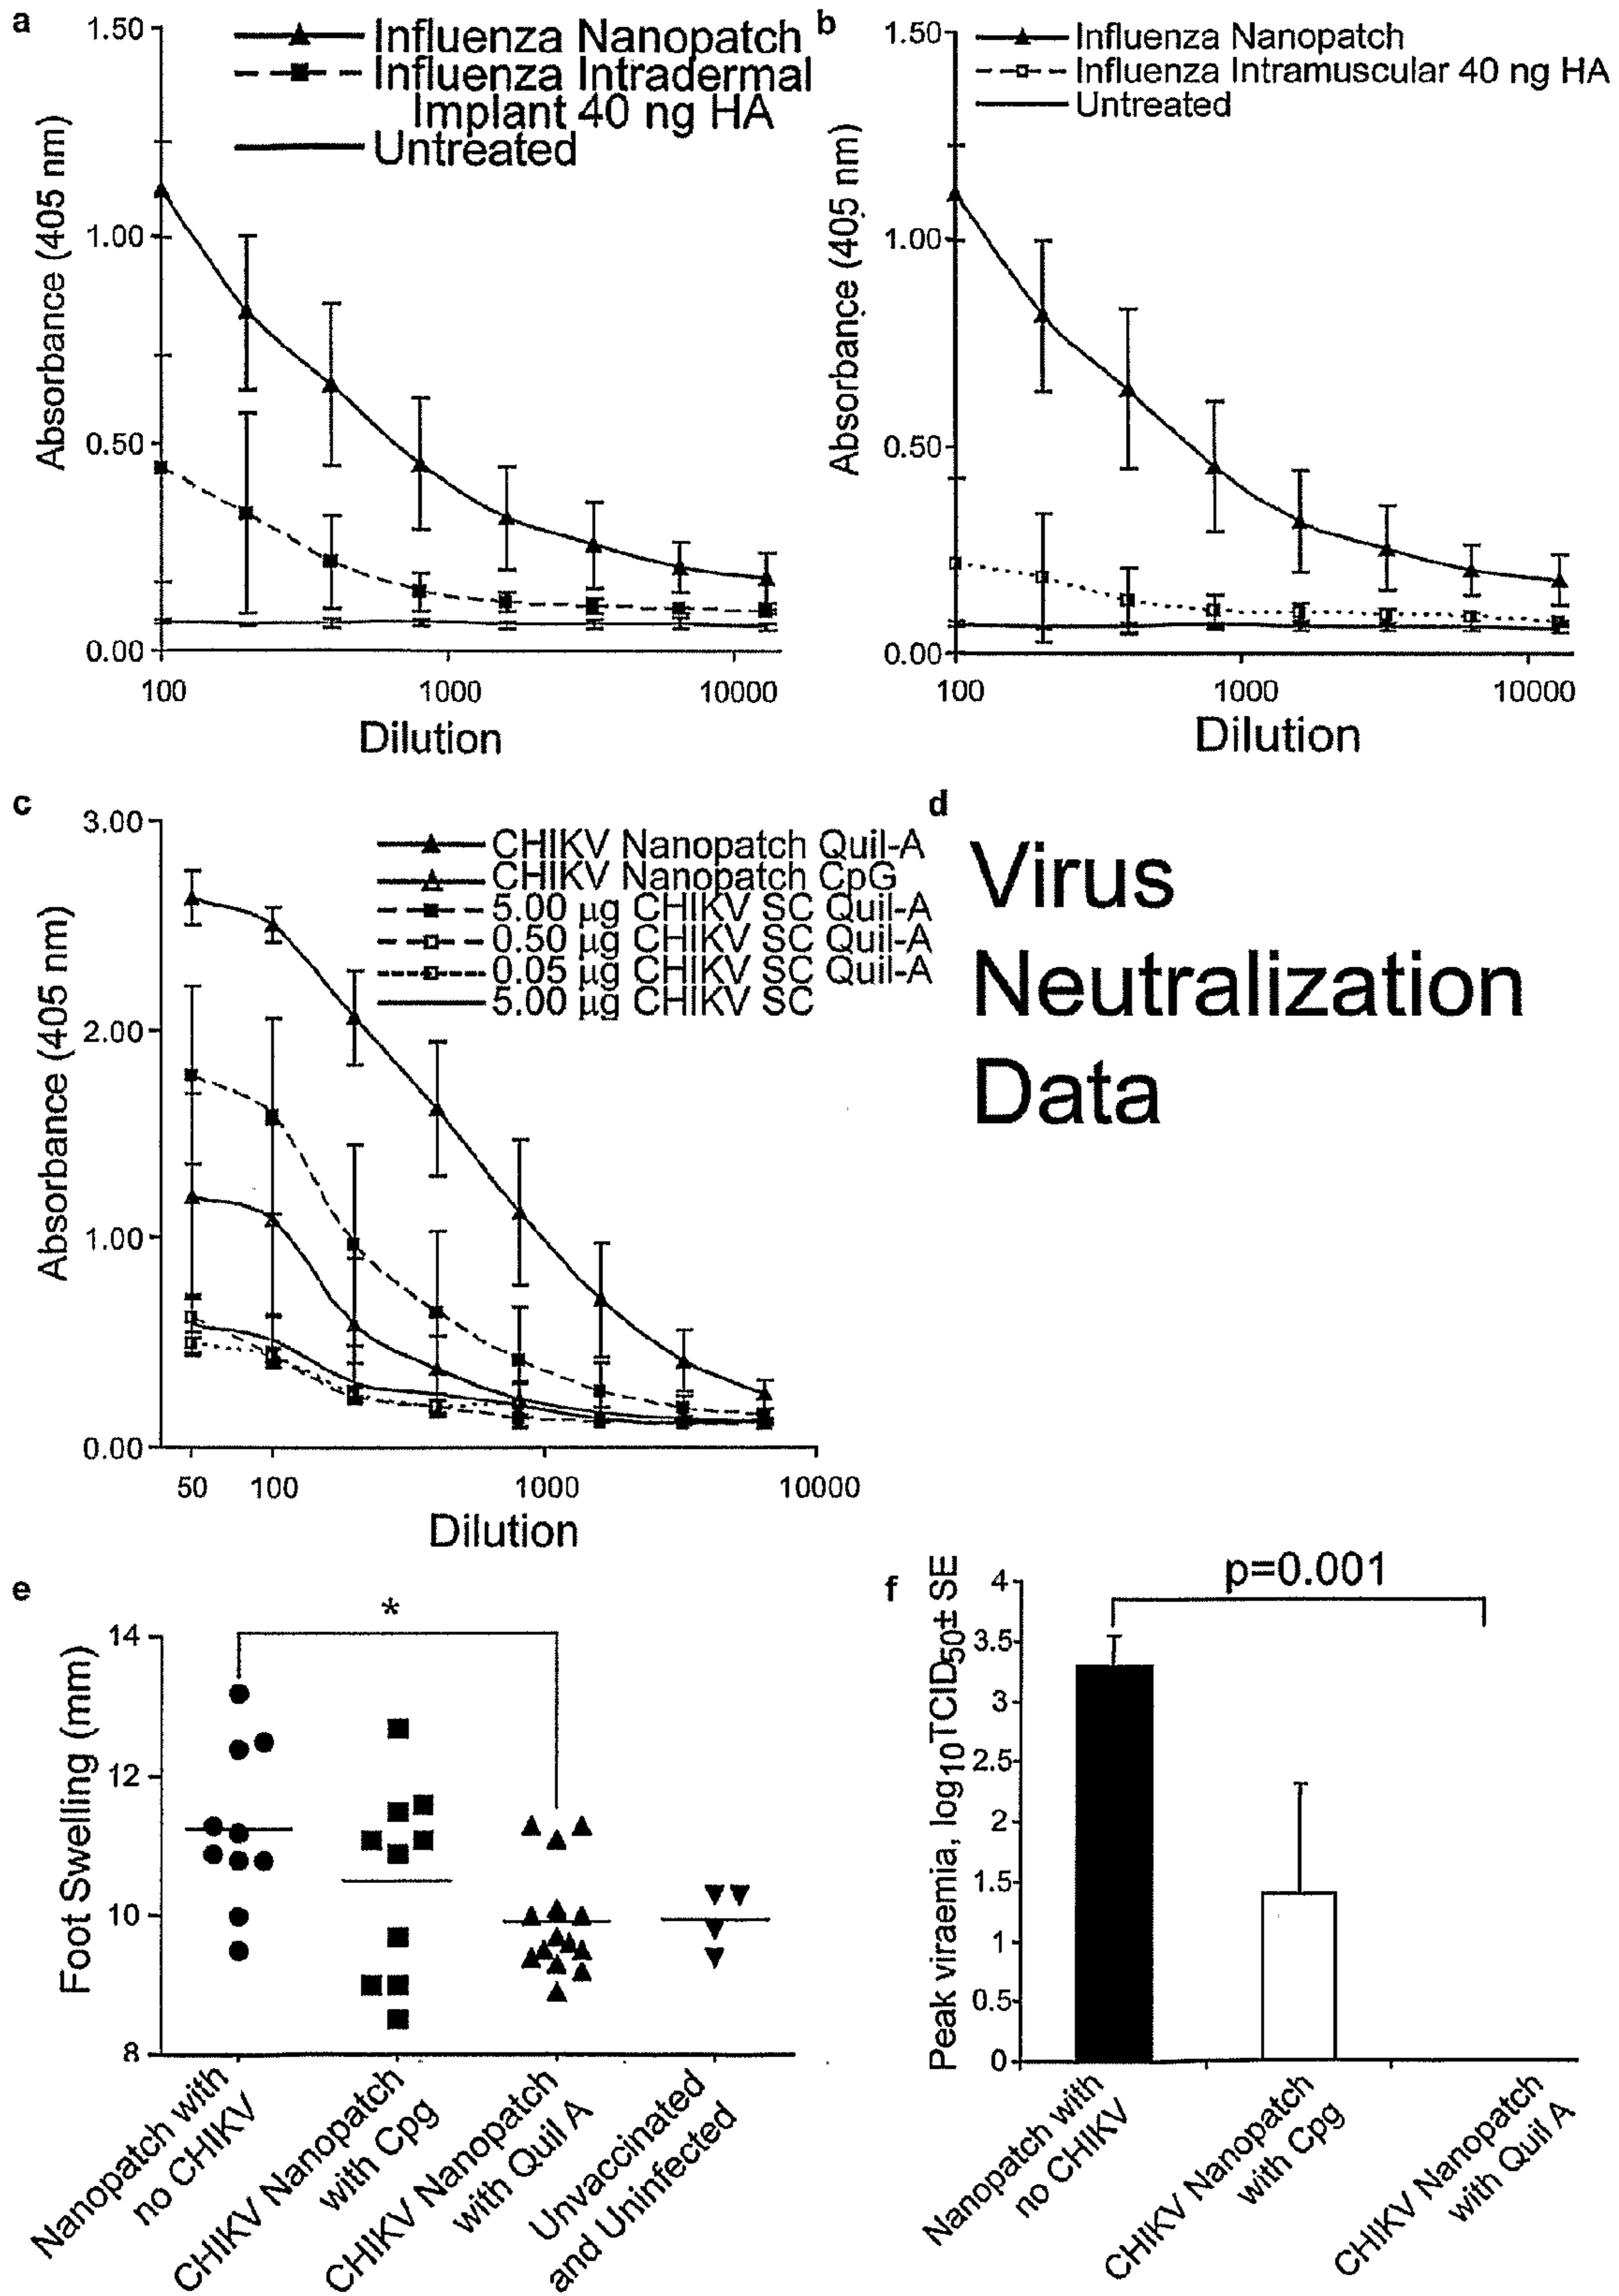 a
1.50
1.00
0.50
0.00
Absorbance (405 nm)
Influenza Nanopatch
Influenza Intradermal
Implant 40 ng HA
Untreated
100
1000
10000
Dilution
b
1.50
1.00
0.50
0.00
Absorbance (405 nm)
Influenza Nanopatch
Influenza Intramuscular 40 ng HA
Untreated
100
1000
10000
Dilution
c
3.00
2.00
1.00
0.00
Absorbance (405 nm)
CHIKV Nanopatch Quil-A
CHIKV Nanopatch CpG
5.00 µg CHIKV SC Quil-A
0.50 µg CHIKV SC Quil-A
0.05 µg CHIKV SC Quil-A
5.00 µg CHIKV SC
50
100
1000
10000
Dilution
d
Virus
Neutralization
Data
e
*
14
12
10
8
Foot Swelling (mm)
Nanopatch with
no CHIKV
CHIKV Nanopatch
with Cpg
CHIKV Nanopatch
with Quil A
Unvaccinated
and Uninfected
f
p=0.001
4
3.5
3
2.5
2
1.5
1
0.5
0
Peak viraemia, log10TCID50± SE
Nanopatch with
no CHIKV
CHIKV Nanopatch
with Cpg
CHIKV Nanopatch
with Quil A